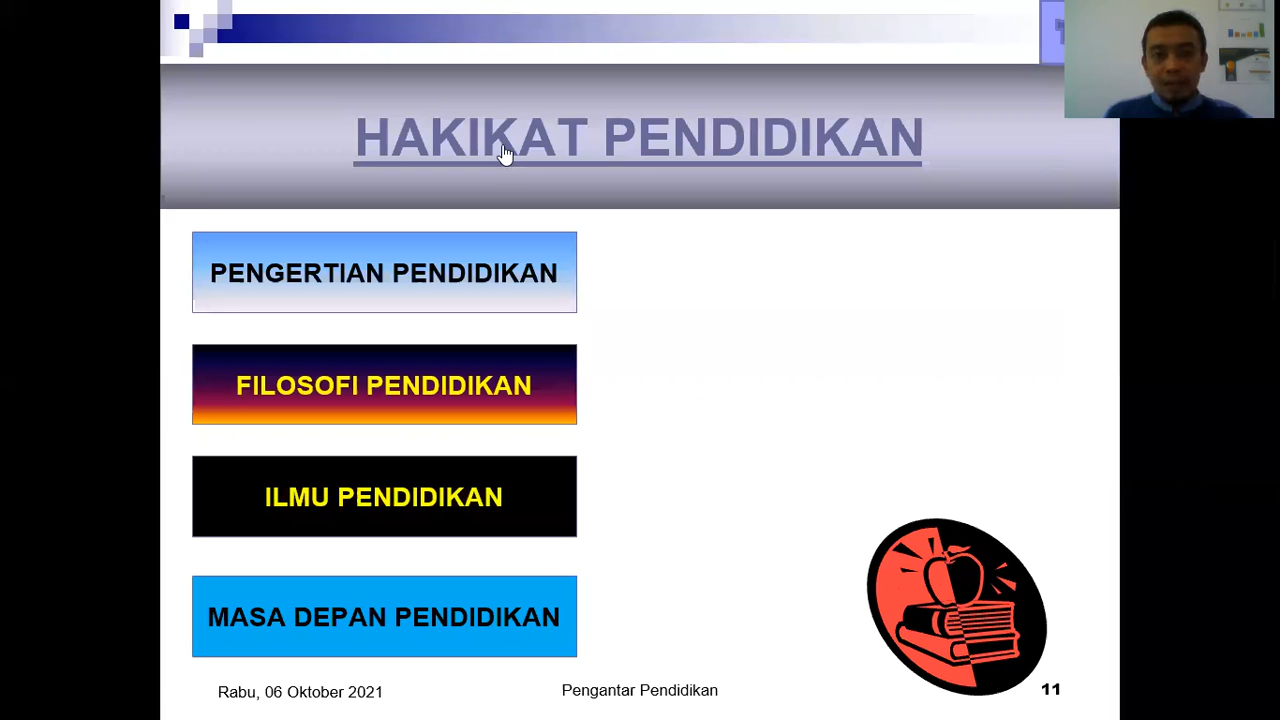 HAKIKAT PENDIDIKAN
PENGERTIAN PENDIDIKAN
FILOSOFI PENDIDIKAN
ILMU PENDIDIKAN
MASA DEPAN PENDIDIKAN
Rabu, 06 Oktober 2021
Pengantar Pendidikan
11